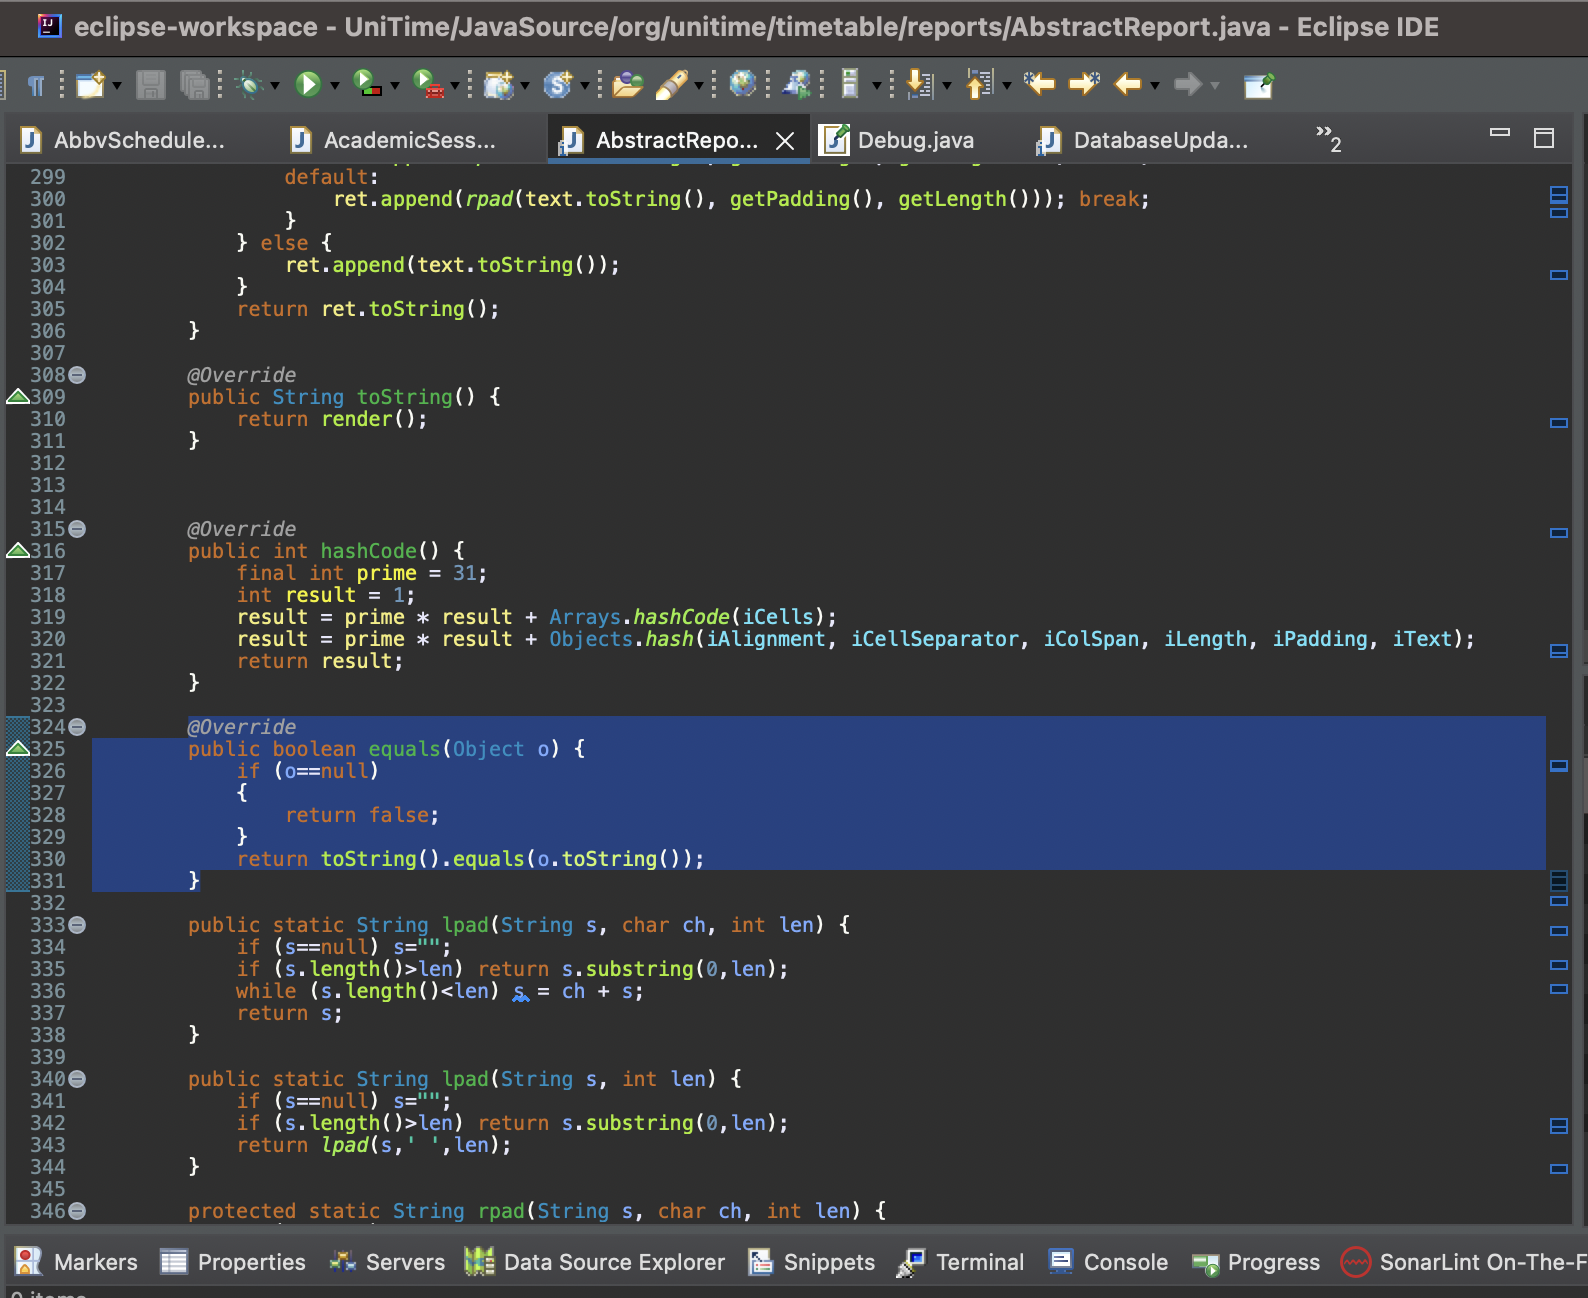 eclipse-workspace - UniTime/JavaSource/org/unitime/timetable/reports/AbstractReport.java - Eclipse IDE
AbbvSchedule... AcademicSess... AbstractRepo... Debug.java DatabaseUpda... »2
299 default:
300 ret.append(rpad(text.toString(), getPadding(), getLength())); break;
301 }
302 } else {
303 ret.append(text.toString());
304 }
305 return ret.toString();
306 }
307
308 @Override
309 public String toString() {
310 return render();
311 }
312
313
314
315 @Override
316 public int hashCode() {
317 final int prime = 31;
318 int result = 1;
319 result = prime * result + Arrays.hashCode(iCells);
320 result = prime * result + Objects.hash(iAlignment, iCellSeparator, iColSpan, iLength, iPadding, iText);
321 return result;
322 }
323
324 @Override
325 public boolean equals(Object o) {
326 if (o==null)
327 {
328 return false;
329 }
330 return toString().equals(o.toString());
331 }
332
333 public static String lpad(String s, char ch, int len) {
334 if (s==null) s="";
335 if (s.length()>len) return s.substring(0,len);
336 while (s.length()<len) s = ch + s;
337 return s;
338 }
339
340 public static String lpad(String s, int len) {
341 if (s==null) s="";
342 if (s.length()>len) return s.substring(0,len);
343 return lpad(s,' ',len);
344 }
345
346 protected static String rpad(String s, char ch, int len) {
Markers Properties Servers Data Source Explorer Snippets Terminal Console Progress SonarLint On-The-F
0 items